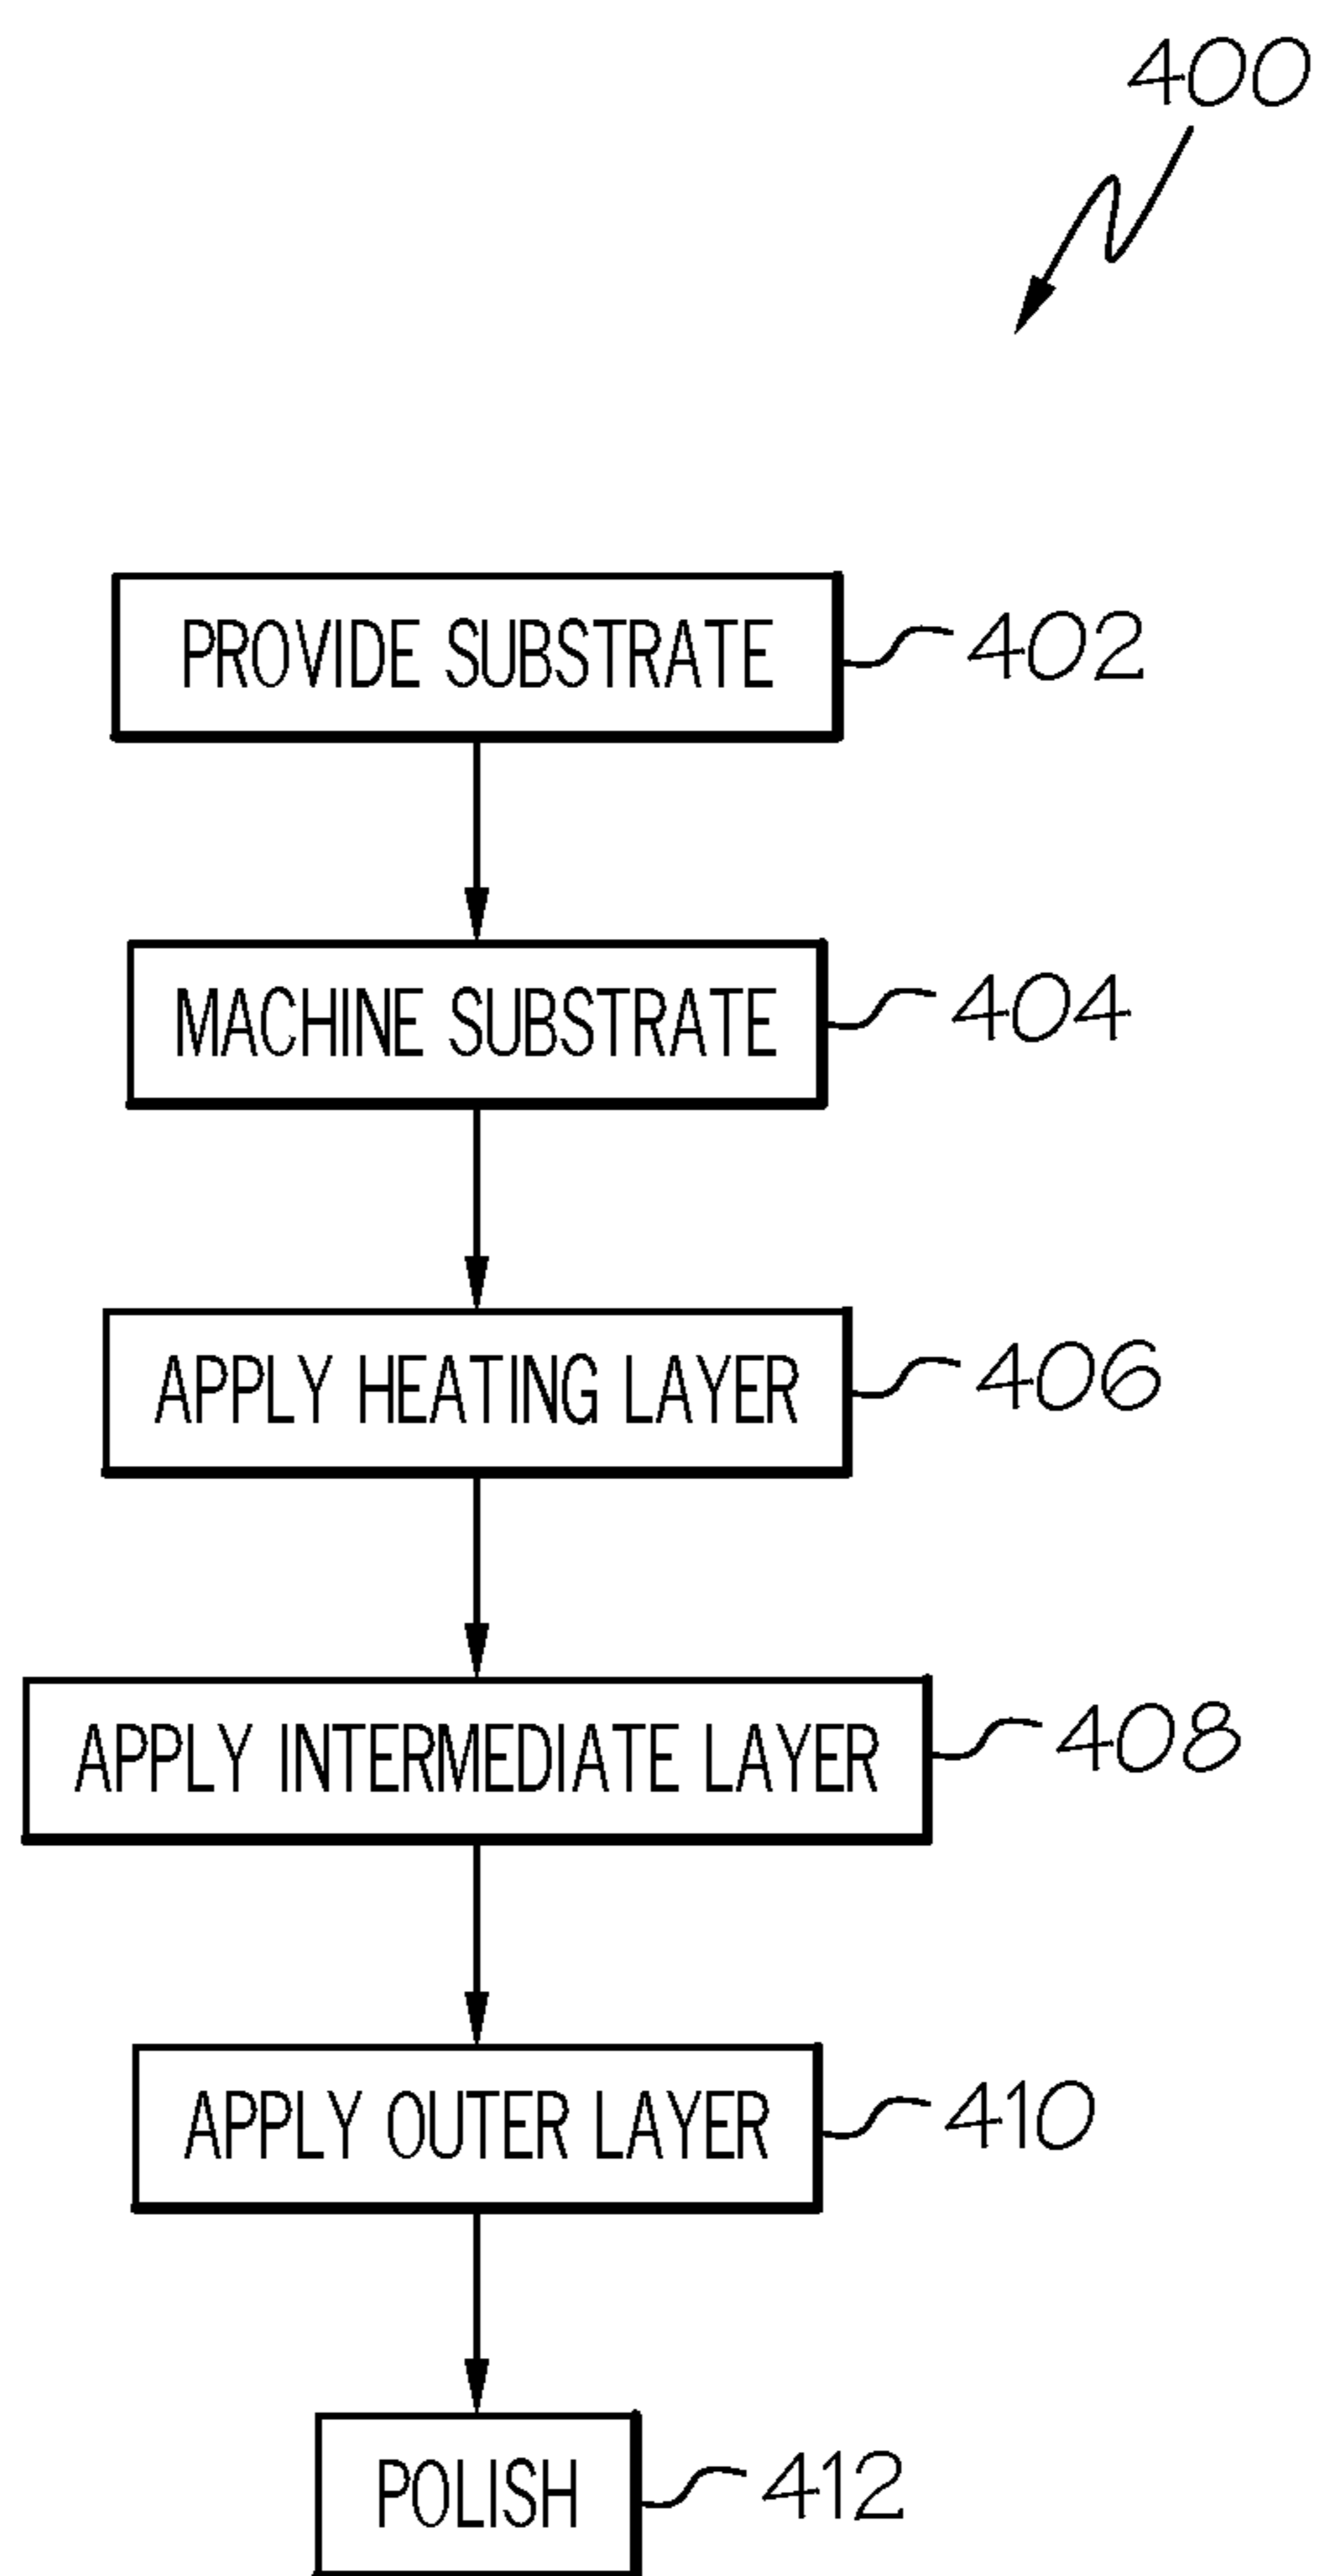 400
PROVIDE SUBSTRATE 402
MACHINE SUBSTRATE 404
APPLY HEATING LAYER 406
APPLY INTERMEDIATE LAYER 408
APPLY OUTER LAYER 410
POLISH 412